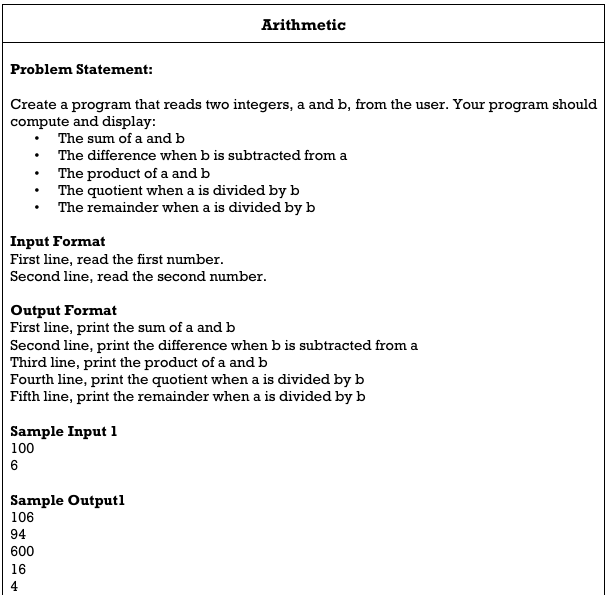 Arithmetic
Problem Statement:
Create a program that reads two integers, a and b, from the user. Your program should
compute and display:
• The sum of a and b
• The difference when b is subtracted from a
• The product of a and b
• The quotient when a is divided by b
• The remainder when a is divided by b
Input Format
First line, read the first number.
Second line, read the second number.
Output Format
First line, print the sum of a and b
Second line, print the difference when b is subtracted from a
Third line, print the product of a and b
Fourth line, print the quotient when a is divided by b
Fifth line, print the remainder when a is divided by b
Sample Input 1
100
6
Sample Output1
106
94
600
16
4